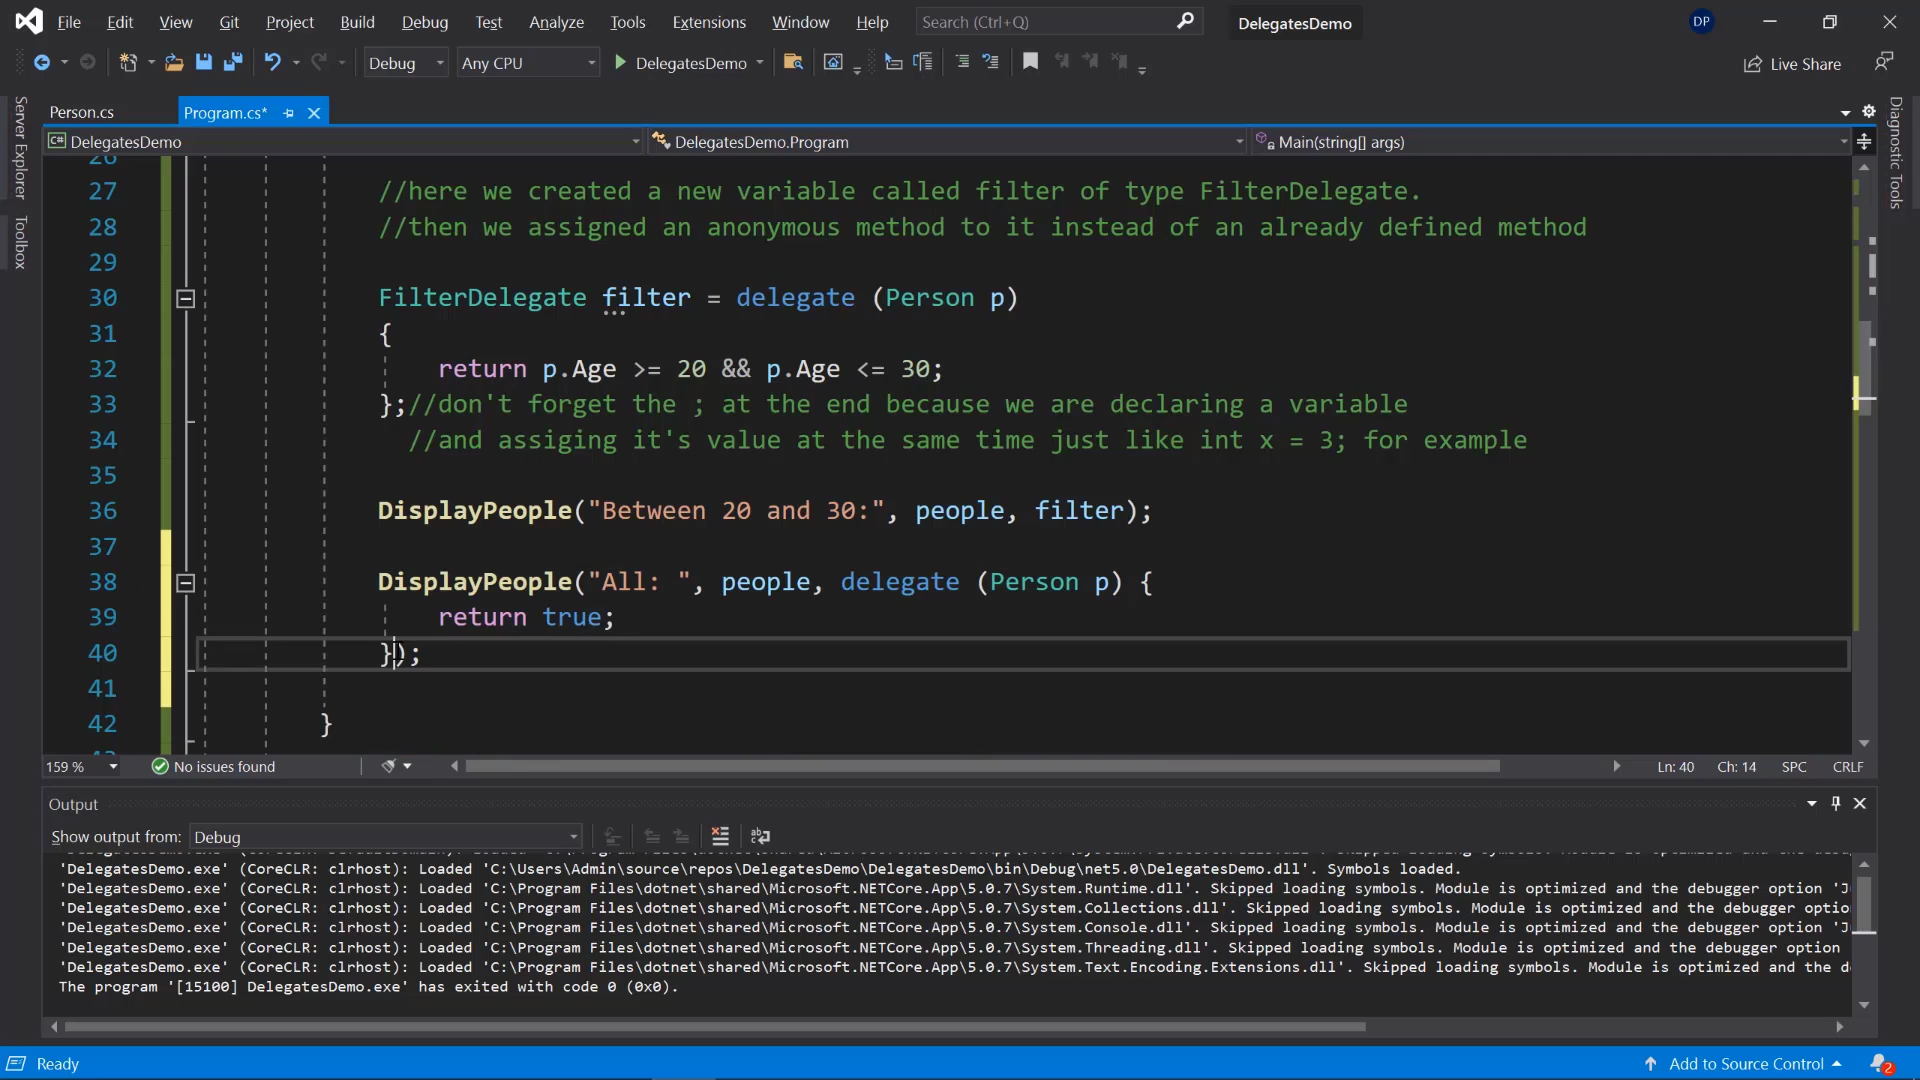 File Edit View Git Project Build Debug Test Analyze Tools Extensions Window Help Search (Ctrl+Q) DelegatesDemo DP
Debug Any CPU DelegatesDemo Live Share
Server Explorer
Toolbox
Diagnostic Tools
Person.cs Program.cs*
C# DelegatesDemo DelegatesDemo.Program Main(string[] args)
26
27 //here we created a new variable called filter of type FilterDelegate.
28 //then we assigned an anonymous method to it instead of an already defined method
29
30 FilterDelegate filter = delegate (Person p)
31 {
32 return p.Age >= 20 && p.Age <= 30;
33 };//don't forget the ; at the end because we are declaring a variable
34 //and assiging it's value at the same time just like int x = 3; for example
35
36 DisplayPeople("Between 20 and 30:", people, filter);
37
38 DisplayPeople("All: ", people, delegate (Person p) {
39 return true;
40 });
41
42 }
159 % No issues found Ln: 40 Ch: 14 SPC CRLF
Output
Show output from: Debug
'DelegatesDemo.exe' (CoreCLR: clrhost): Loaded 'C:\Users\Admin\source\repos\DelegatesDemo\DelegatesDemo\bin\Debug\net5.0\DelegatesDemo.dll'. Symbols loaded.
'DelegatesDemo.exe' (CoreCLR: clrhost): Loaded 'C:\Program Files\dotnet\shared\Microsoft.NETCore.App\5.0.7\System.Runtime.dll'. Skipped loading symbols. Module is optimized and the debugger option 'J
'DelegatesDemo.exe' (CoreCLR: clrhost): Loaded 'C:\Program Files\dotnet\shared\Microsoft.NETCore.App\5.0.7\System.Collections.dll'. Skipped loading symbols. Module is optimized and the debugger optio
'DelegatesDemo.exe' (CoreCLR: clrhost): Loaded 'C:\Program Files\dotnet\shared\Microsoft.NETCore.App\5.0.7\System.Console.dll'. Skipped loading symbols. Module is optimized and the debugger option 'J
'DelegatesDemo.exe' (CoreCLR: clrhost): Loaded 'C:\Program Files\dotnet\shared\Microsoft.NETCore.App\5.0.7\System.Threading.dll'. Skipped loading symbols. Module is optimized and the debugger option
'DelegatesDemo.exe' (CoreCLR: clrhost): Loaded 'C:\Program Files\dotnet\shared\Microsoft.NETCore.App\5.0.7\System.Text.Encoding.Extensions.dll'. Skipped loading symbols. Module is optimized and the d
The program '[15100] DelegatesDemo.exe' has exited with code 0 (0x0).
Ready Add to Source Control 2